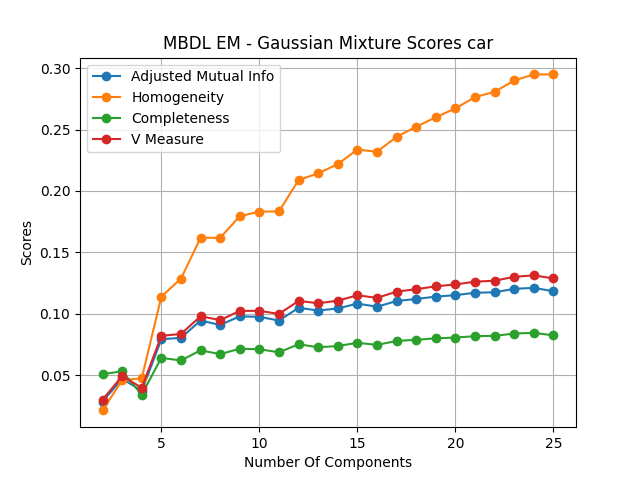 MBDL EM - Gaussian Mixture Scores car
0.30
0.25
0.20
0.15
0.10
0.05
Scores
Adjusted Mutual Info
Homogeneity
Completeness
V Measure
5
10
15
20
25
Number Of Components